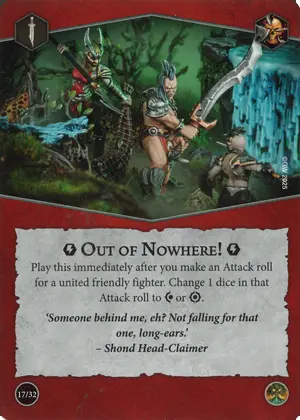 ©GW 2025
OUT OF NOWHERE!
Play this immediately after you make an Attack roll
for a united friendly fighter. Change 1 dice in that
Attack roll to or .
‘Someone behind me, eh? Not falling for that
one, long-ears.’
– Shond Head-Claimer
17/32